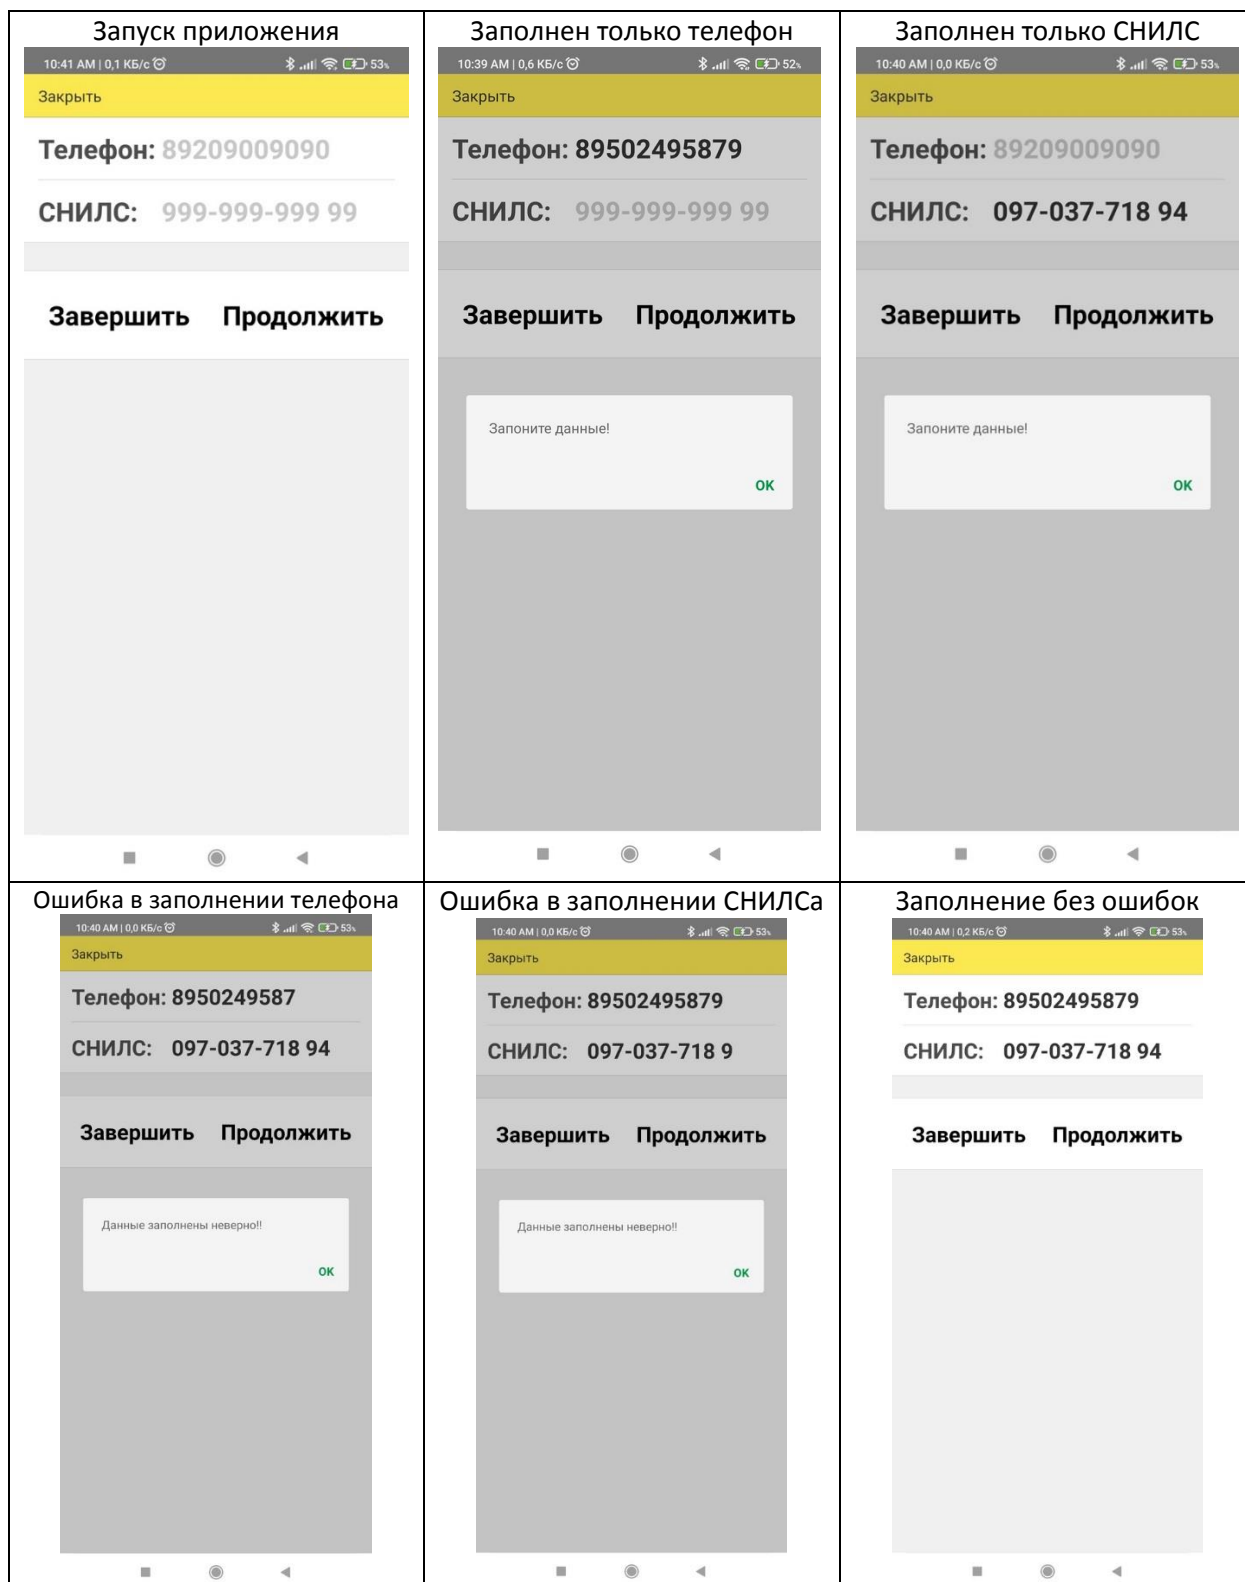 Запуск приложения
10:41 AM | 0,1 КБ/с 53%
Закрыть
Телефон: 89209009090
СНИЛС: 999-999-999 99
Завершить Продолжить
Заполнен только телефон
10:39 AM | 0,6 КБ/с 52%
Закрыть
Телефон: 89502495879
СНИЛС: 999-999-999 99
Завершить Продолжить
Запоните данные!
OK
Заполнен только СНИЛС
10:40 AM | 0,0 КБ/с 53%
Закрыть
Телефон: 89209009090
СНИЛС: 097-037-718 94
Завершить Продолжить
Запоните данные!
OK
Ошибка в заполнении телефона
10:40 AM | 0,0 КБ/с 53%
Закрыть
Телефон: 8950249587
СНИЛС: 097-037-718 94
Завершить Продолжить
Данные заполнены неверно!!
OK
Ошибка в заполнении СНИЛСа
10:40 AM | 0,0 КБ/с 53%
Закрыть
Телефон: 89502495879
СНИЛС: 097-037-718 9
Завершить Продолжить
Данные заполнены неверно!!
OK
Заполнение без ошибок
10:40 AM | 0,2 КБ/с 53%
Закрыть
Телефон: 89502495879
СНИЛС: 097-037-718 94
Завершить Продолжить